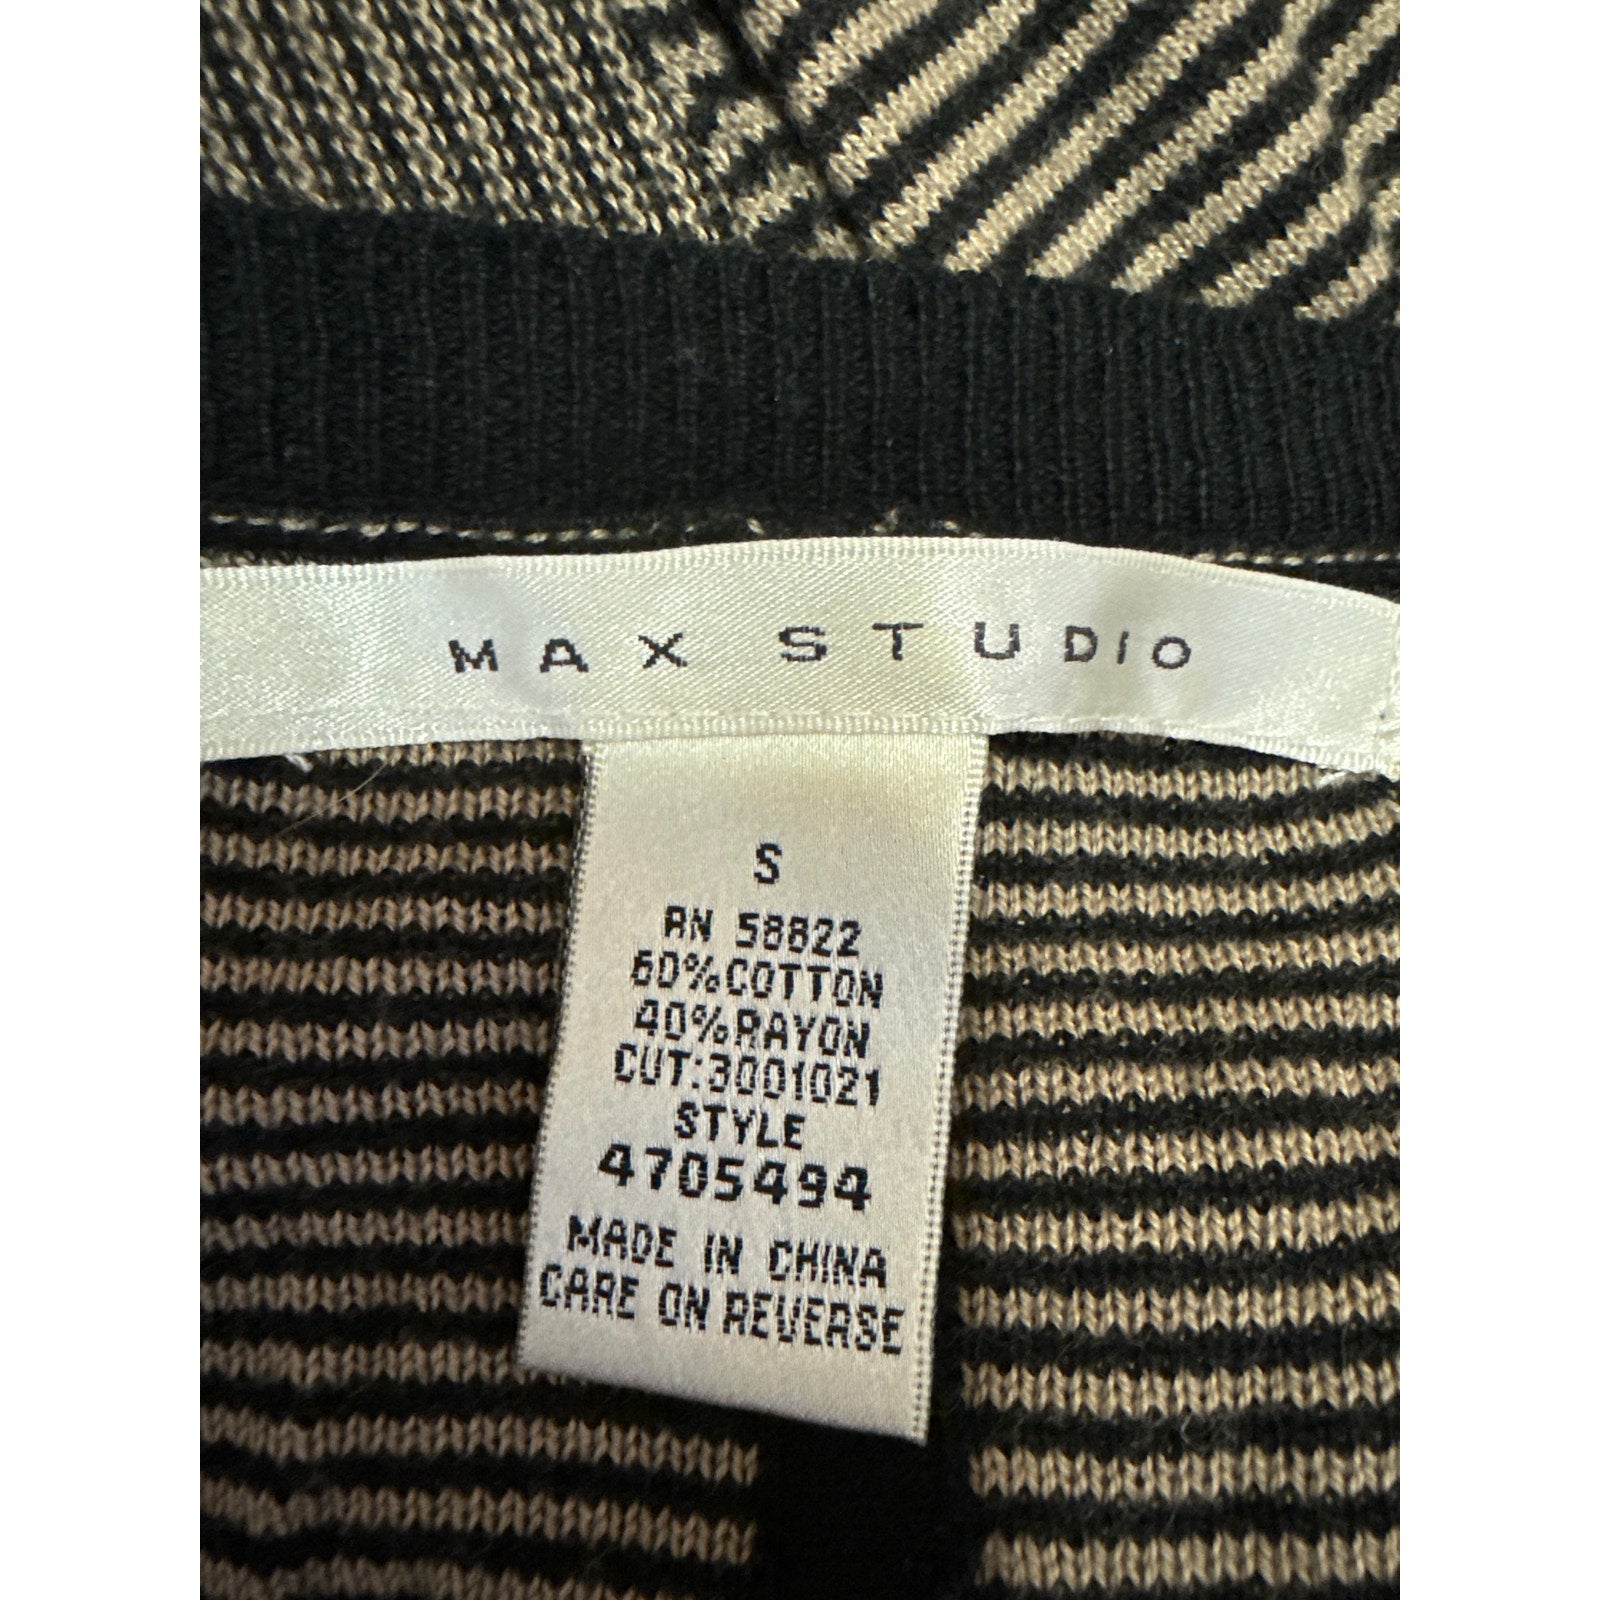 MAX STUDIO
S
RN 58822
60%COTTON
40%RAYON
CUT:3001021
STYLE
4705494
MADE IN CHINA
CARE ON REVERSE